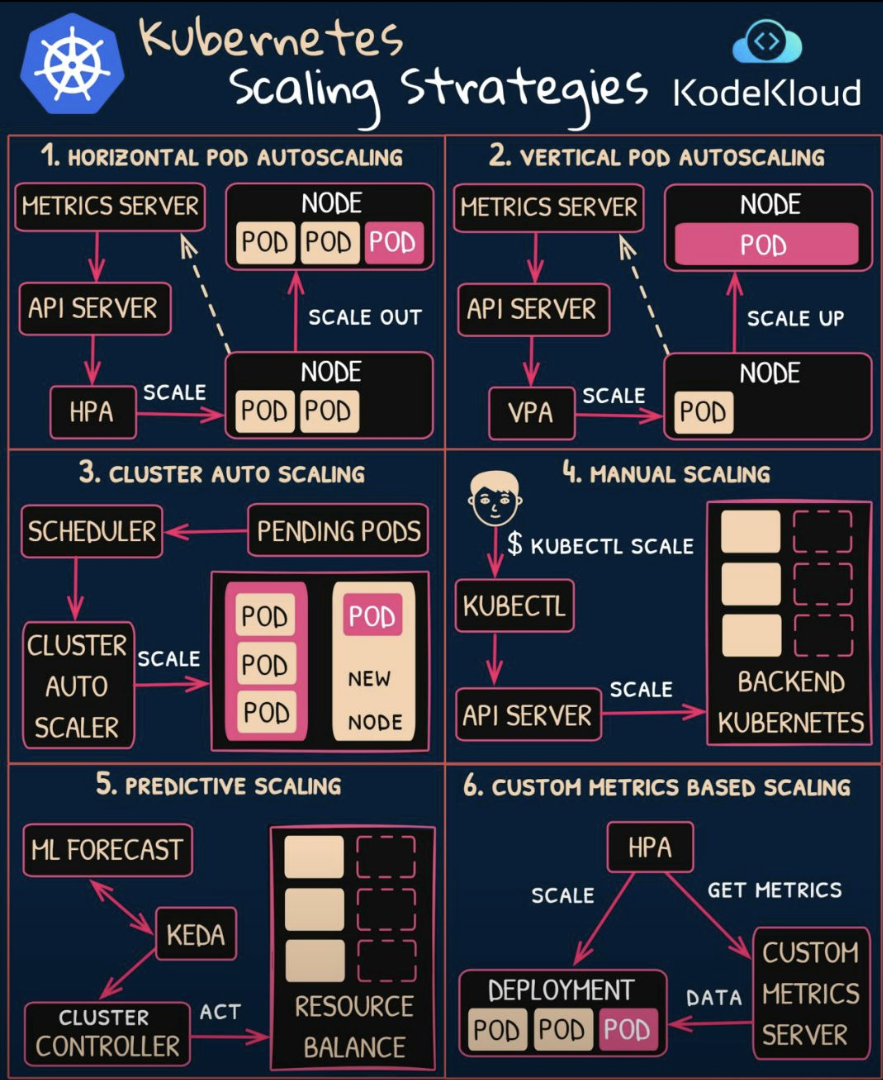 Kubernetes
Scaling Strategies
KodeKloud
1. HORIZONTAL POD AUTOSCALING
METRICS SERVER
NODE
POD POD POD
API SERVER
SCALE OUT
NODE
HPA
SCALE
POD POD
2. VERTICAL POD AUTOSCALING
METRICS SERVER
NODE
POD
API SERVER
SCALE UP
NODE
VPA
SCALE
POD
3. CLUSTER AUTO SCALING
SCHEDULER
PENDING PODS
CLUSTER
AUTO
SCALER
SCALE
POD
POD
POD
POD
NEW
NODE
4. MANUAL SCALING
$ KUBECTL SCALE
KUBECTL
API SERVER
SCALE
BACKEND
KUBERNETES
5. PREDICTIVE SCALING
ML FORECAST
KEDA
CLUSTER
CONTROLLER
ACT
RESOURCE
BALANCE
6. CUSTOM METRICS BASED SCALING
HPA
SCALE
GET METRICS
DEPLOYMENT
POD POD POD
DATA
CUSTOM
METRICS
SERVER